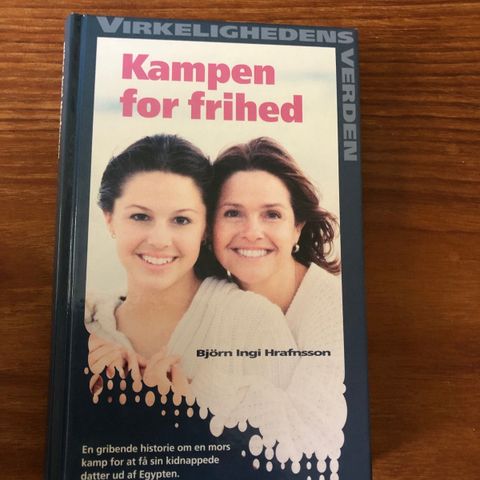 VIRKELIGHEDENS
VERDEN
Kampen
for frihed
Björn Ingi Hrafnsson
En gribende historie om en mors
kamp for at få sin kidnappede
datter ud af Egypten.